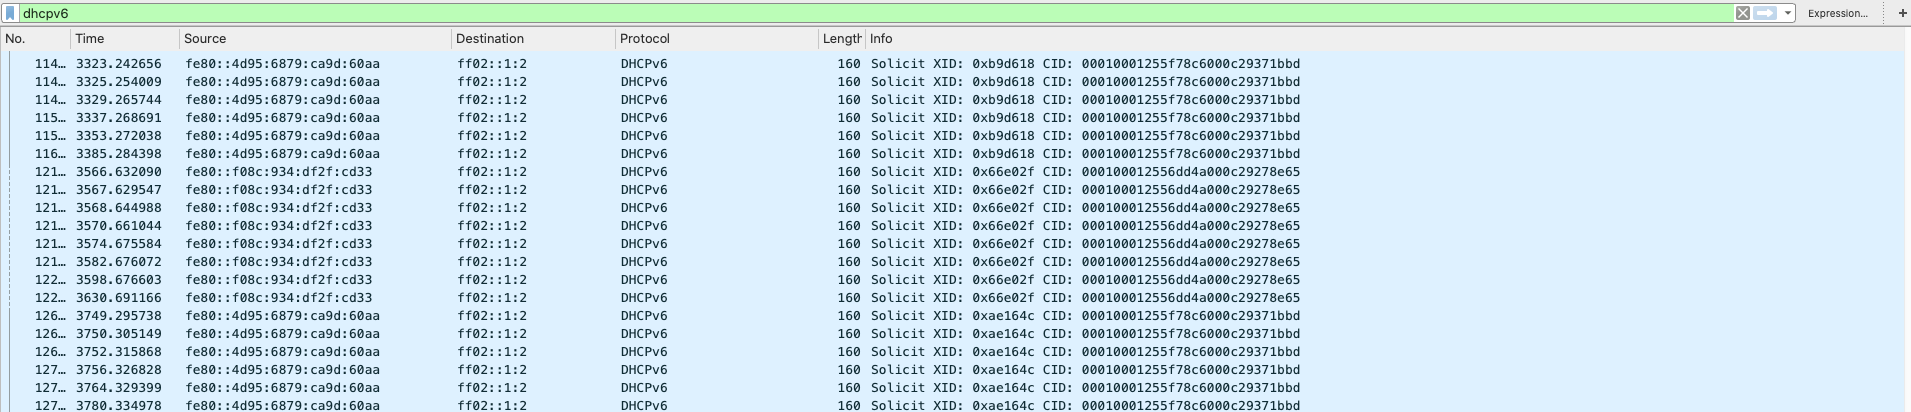 dhcpv6 Expression... +
No. Time Source Destination Protocol Length Info
114… 3323.242656 fe80::4d95:6879:ca9d:60aa ff02::1:2 DHCPv6 160 Solicit XID: 0xb9d618 CID: 00010001255f78c6000c29371bbd
114… 3325.254009 fe80::4d95:6879:ca9d:60aa ff02::1:2 DHCPv6 160 Solicit XID: 0xb9d618 CID: 00010001255f78c6000c29371bbd
114… 3329.265744 fe80::4d95:6879:ca9d:60aa ff02::1:2 DHCPv6 160 Solicit XID: 0xb9d618 CID: 00010001255f78c6000c29371bbd
115… 3337.268691 fe80::4d95:6879:ca9d:60aa ff02::1:2 DHCPv6 160 Solicit XID: 0xb9d618 CID: 00010001255f78c6000c29371bbd
115… 3353.272038 fe80::4d95:6879:ca9d:60aa ff02::1:2 DHCPv6 160 Solicit XID: 0xb9d618 CID: 00010001255f78c6000c29371bbd
116… 3385.284398 fe80::4d95:6879:ca9d:60aa ff02::1:2 DHCPv6 160 Solicit XID: 0xb9d618 CID: 00010001255f78c6000c29371bbd
121… 3566.632090 fe80::f08c:934:df2f:cd33 ff02::1:2 DHCPv6 160 Solicit XID: 0x66e02f CID: 000100012556dd4a000c29278e65
121… 3567.629547 fe80::f08c:934:df2f:cd33 ff02::1:2 DHCPv6 160 Solicit XID: 0x66e02f CID: 000100012556dd4a000c29278e65
121… 3568.644988 fe80::f08c:934:df2f:cd33 ff02::1:2 DHCPv6 160 Solicit XID: 0x66e02f CID: 000100012556dd4a000c29278e65
121… 3570.661044 fe80::f08c:934:df2f:cd33 ff02::1:2 DHCPv6 160 Solicit XID: 0x66e02f CID: 000100012556dd4a000c29278e65
121… 3574.675584 fe80::f08c:934:df2f:cd33 ff02::1:2 DHCPv6 160 Solicit XID: 0x66e02f CID: 000100012556dd4a000c29278e65
121… 3582.676072 fe80::f08c:934:df2f:cd33 ff02::1:2 DHCPv6 160 Solicit XID: 0x66e02f CID: 000100012556dd4a000c29278e65
122… 3598.676603 fe80::f08c:934:df2f:cd33 ff02::1:2 DHCPv6 160 Solicit XID: 0x66e02f CID: 000100012556dd4a000c29278e65
122… 3630.691166 fe80::f08c:934:df2f:cd33 ff02::1:2 DHCPv6 160 Solicit XID: 0x66e02f CID: 000100012556dd4a000c29278e65
126… 3749.295738 fe80::4d95:6879:ca9d:60aa ff02::1:2 DHCPv6 160 Solicit XID: 0xae164c CID: 00010001255f78c6000c29371bbd
126… 3750.305149 fe80::4d95:6879:ca9d:60aa ff02::1:2 DHCPv6 160 Solicit XID: 0xae164c CID: 00010001255f78c6000c29371bbd
126… 3752.315868 fe80::4d95:6879:ca9d:60aa ff02::1:2 DHCPv6 160 Solicit XID: 0xae164c CID: 00010001255f78c6000c29371bbd
127… 3756.326828 fe80::4d95:6879:ca9d:60aa ff02::1:2 DHCPv6 160 Solicit XID: 0xae164c CID: 00010001255f78c6000c29371bbd
127… 3764.329399 fe80::4d95:6879:ca9d:60aa ff02::1:2 DHCPv6 160 Solicit XID: 0xae164c CID: 00010001255f78c6000c29371bbd
127… 3780.334978 fe80::4d95:6879:ca9d:60aa ff02::1:2 DHCPv6 160 Solicit XID: 0xae164c CID: 00010001255f78c6000c29371bbd